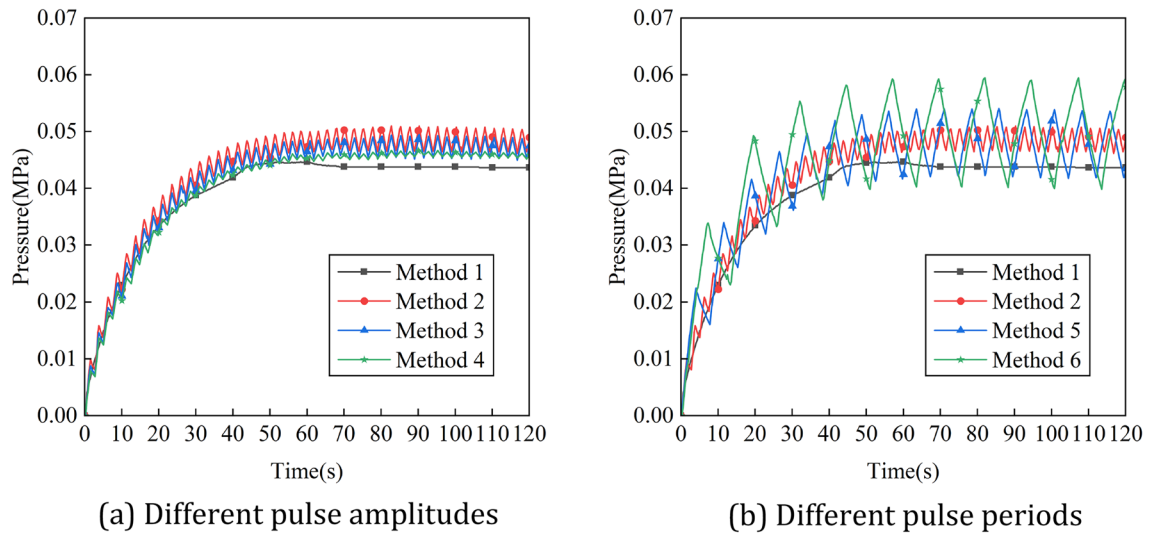 0.07
0.06
0.05
0.04
0.03
0.02
0.01
0.00
Pressure(MPa)
0 10 20 30 40 50 60 70 80 90 100 110 120
Time(s)
Method 1
Method 2
Method 3
Method 4
(a) Different pulse amplitudes
0.07
0.06
0.05
0.04
0.03
0.02
0.01
0.00
Pressure(MPa)
0 10 20 30 40 50 60 70 80 90 100 110 120
Time(s)
Method 1
Method 2
Method 5
Method 6
(b) Different pulse periods